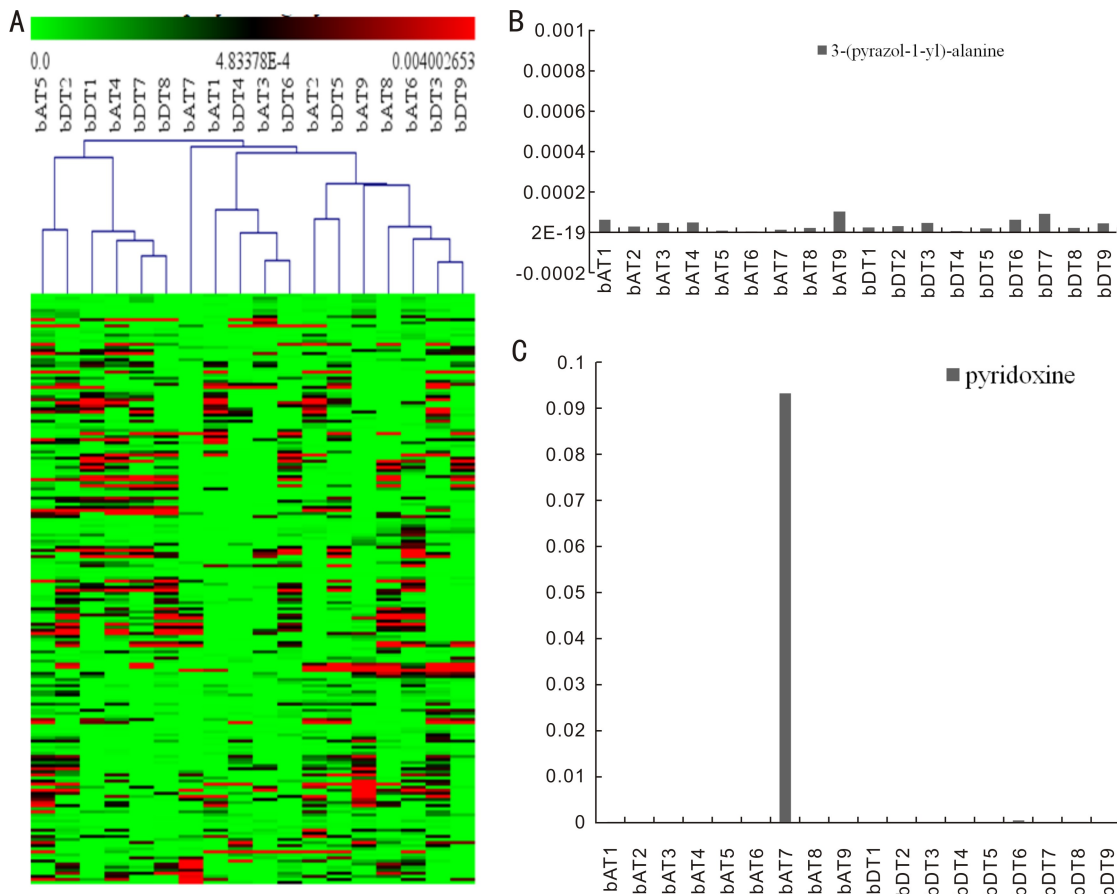 A
0.0 4.83378E-4 0.004002653
bAT5 bDT2 bDT1 bAT4 bDT7 bDT8 bAT7 bAT1 bDT4 bAT3 bDT6 bAT2 bDT5 bAT9 bAT8 bAT6 bDT3 bDT9
B
0.001
3-(pyrazol-1-yl)-alanine
0.0008
0.0006
0.0004
0.0002
2E-19
-0.0002
bAT1 bAT2 bAT3 bAT4 bAT5 bAT6 bAT7 bAT8 bAT9 bDT1 bDT2 bDT3 bDT4 bDT5 bDT6 bDT7 bDT8 bDT9
C
0.1
pyridoxine
0.09
0.08
0.07
0.06
0.05
0.04
0.03
0.02
0.01
0
bAT1 bAT2 bAT3 bAT4 bAT5 bAT6 bAT7 bAT8 bAT9 bDT1 bDT2 bDT3 bDT4 bDT5 bDT6 bDT7 bDT8 bDT9